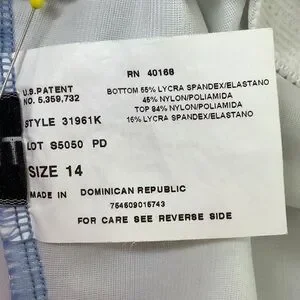 RN 40168
U.S. PATENT
No. 5,359,732
BOTTOM 55% LYCRA SPANDEX/ELASTANO
45% NYLON/POLIAMIDA
TOP 84% NYLON/POLIAMIDA
16% LYCRA SPANDEX/ELASTANO
STYLE 31961K
LOT S5050 PD
SIZE 14
MADE IN DOMINICAN REPUBLIC
754509015743
FOR CARE SEE REVERSE SIDE